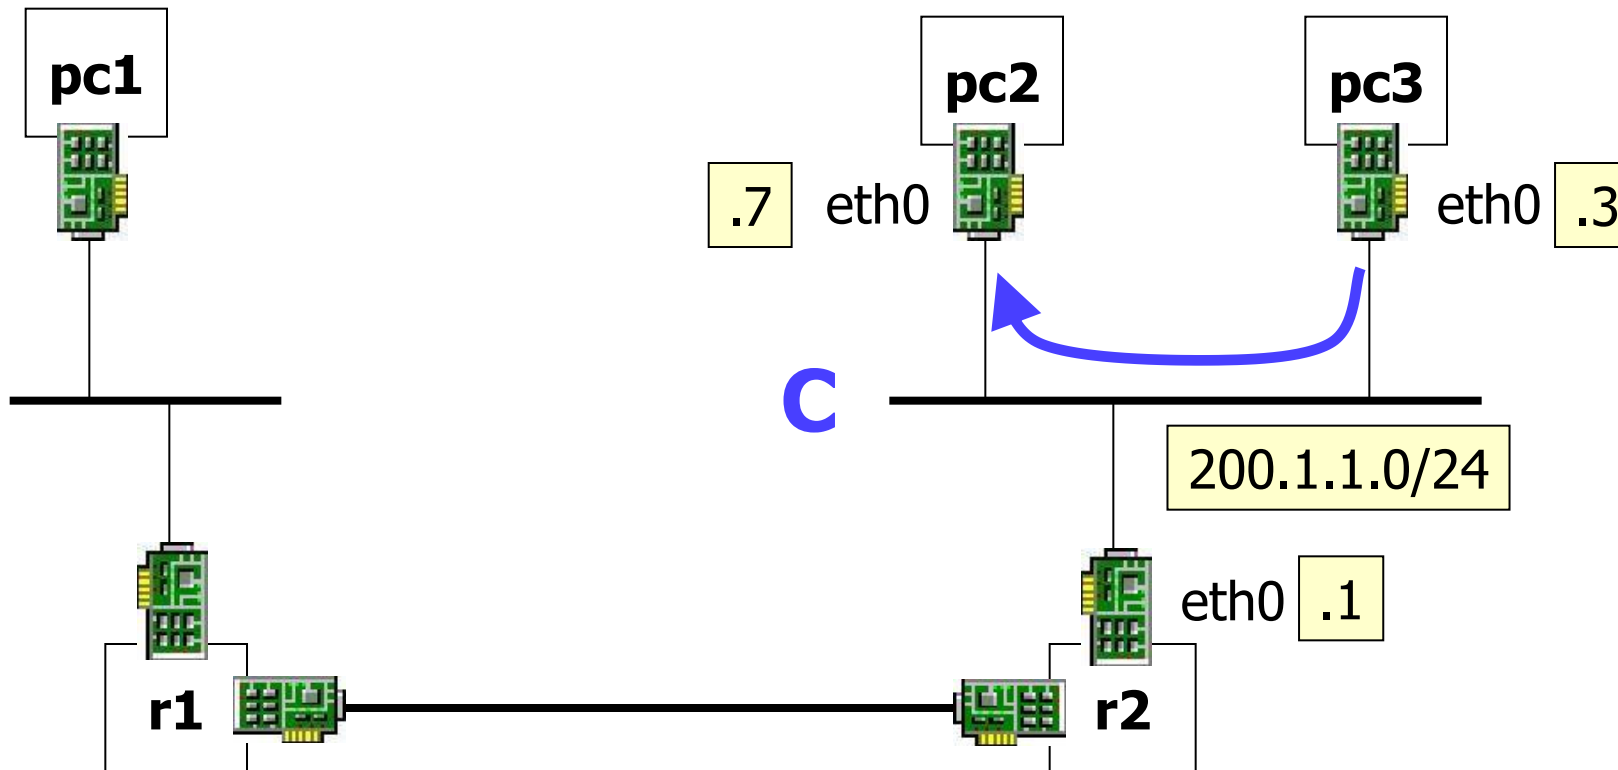 pc1
pc2
pc3
.7
eth0
eth0
.3
C
200.1.1.0/24
eth0
.1
r1
r2